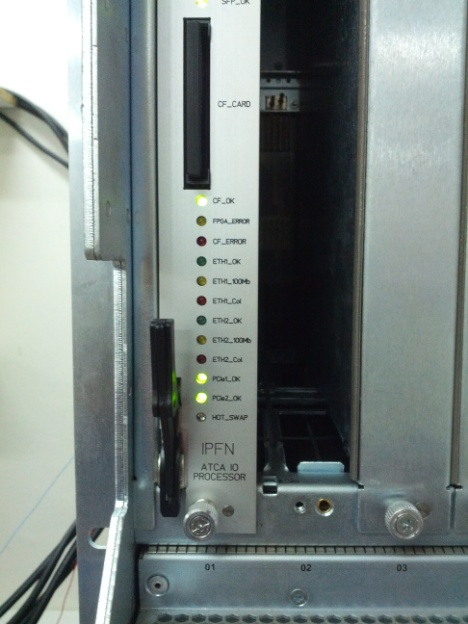 SFP_OK
CF_CARD
CF_OK
FPGA_ERROR
CF_ERROR
ETH1_OK
ETH1_100Mb
ETH1_Col
ETH2_OK
ETH2_100Mb
ETH2_Col
PCIe1_OK
PCIe2_OK
HOT_SWAP
IPFN
ATCA IO
PROCESSOR
01
02
03